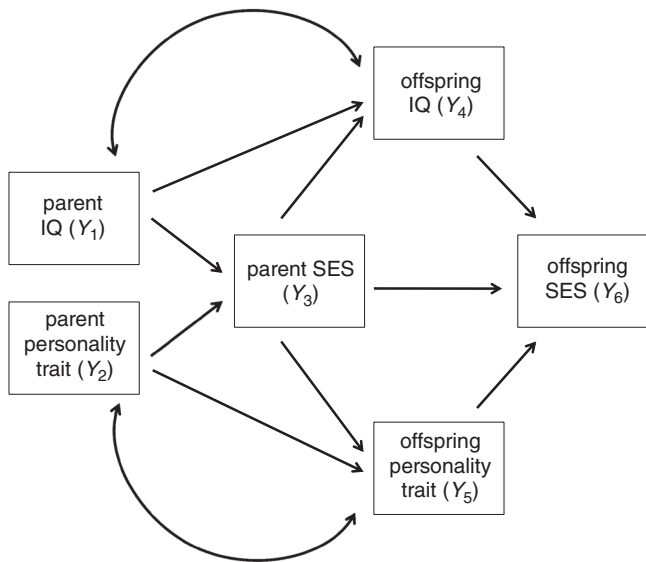 offspring
IQ (Y4)
parent
IQ (Y1)
parent SES
(Y3)
offspring
SES (Y6)
parent
personality
trait (Y2)
offspring
personality
trait (Y5)